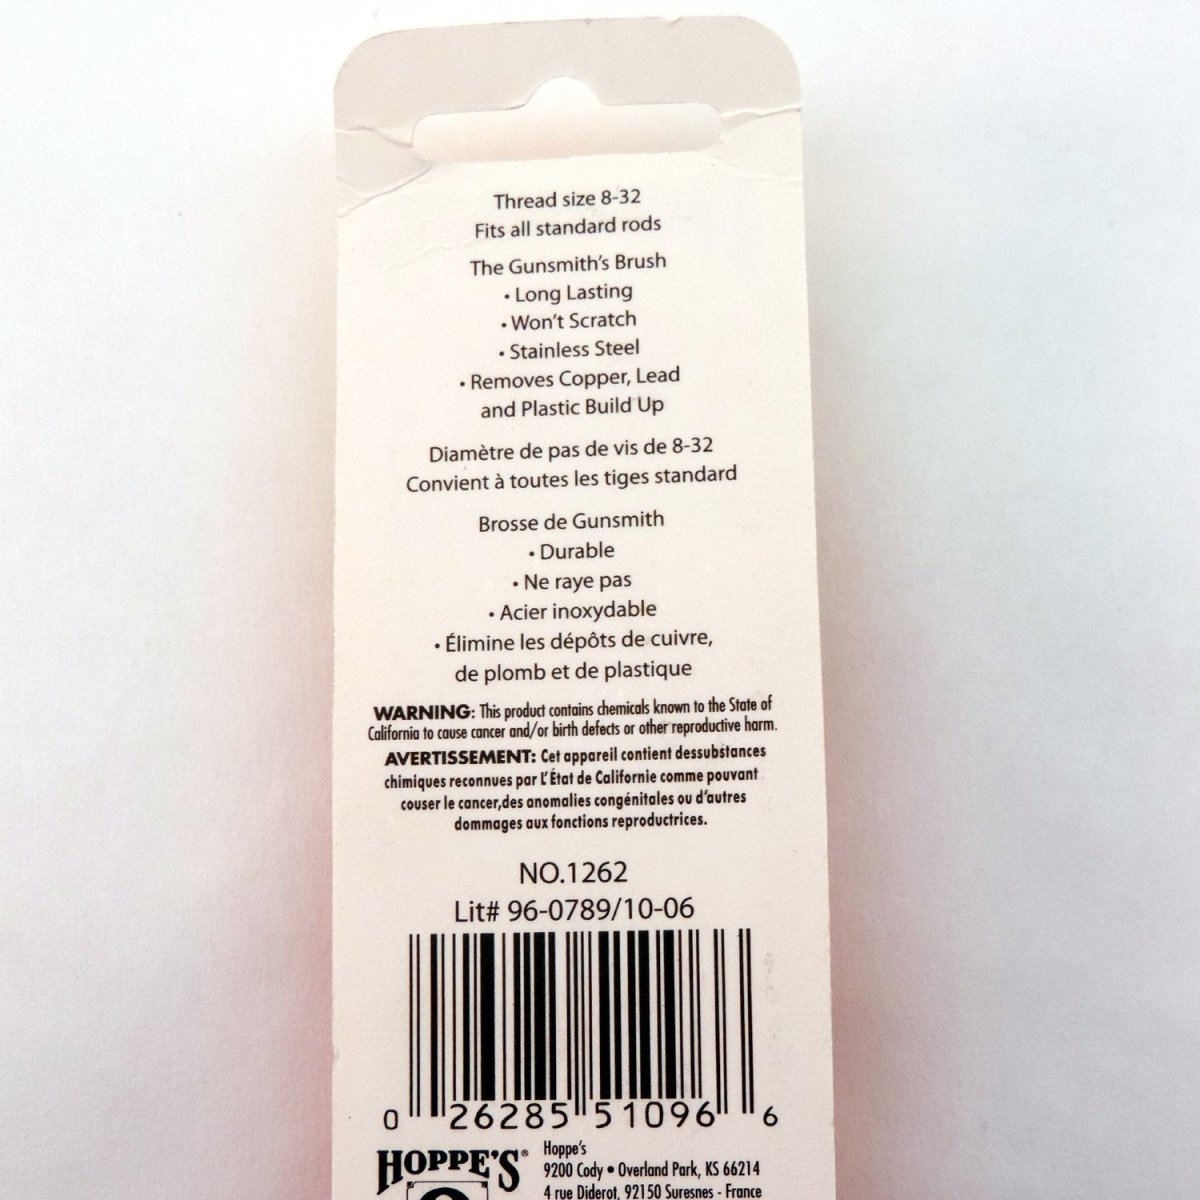 Thread size 8-32
Fits all standard rods
The Gunsmith's Brush
• Long Lasting
• Won't Scratch
• Stainless Steel
• Removes Copper, Lead
and Plastic Build Up
Diamètre de pas de vis de 8-32
Convient à toutes les tiges standard
Brosse de Gunsmith
• Durable
• Ne raye pas
• Acier inoxydable
• Élimine les dépôts de cuivre,
de plomb et de plastique
WARNING: This product contains chemicals known to the State of
California to cause cancer and/or birth defects or other reproductive harm.
AVERTISSEMENT: Cet appareil contient dessubstances
chimiques reconnues par L'État de Californie comme pouvant
couser le cancer,des anomalies congénitales ou d'autres
dommages aux fonctions reproductrices.
NO.1262
Lit# 96-0789/10-06
0 26285 51096 6
HOPPE'S®
Hoppe's
9200 Cody • Overland Park, KS 66214
4 rue Diderot, 92150 Suresnes - France